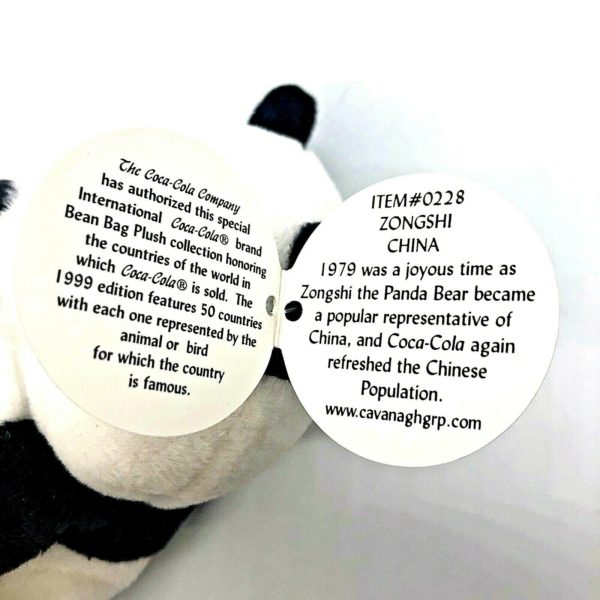 The Coca-Cola Company
has authorized this special
International Coca-Cola® brand
Bean Bag Plush collection honoring
the countries of the world in
which Coca-Cola® is sold. The
1999 edition features 50 countries
with each one represented by the
animal or bird
for which the country
is famous.
ITEM#0228
ZONGSHI
CHINA
1979 was a joyous time as
Zongshi the Panda Bear became
a popular representative of
China, and Coca-Cola again
refreshed the Chinese
Population.
www.cavanaghgrp.com